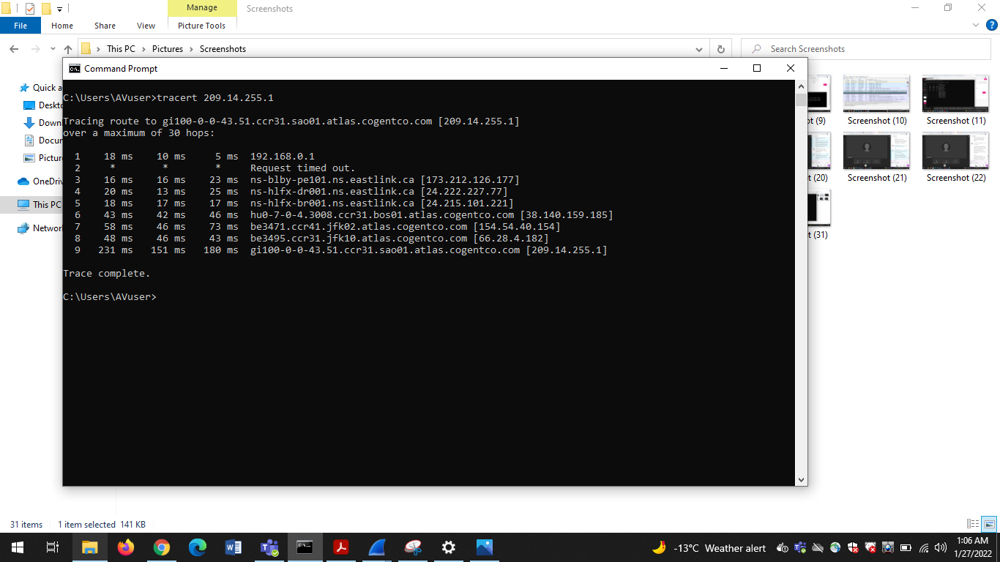 Manage
Screenshots
File
Home
Share
View
Picture Tools
This PC
Pictures
Screenshots
Search Screenshots
Command Prompt
Quick a
Deskto
Down
Docur
Picture
OneDriv
This PC
Networ
C:\Users\AVuser>tracert 209.14.255.1
Tracing route to gi100-0-0-43.51.ccr31.sao01.atlas.cogentco.com [209.14.255.1]
over a maximum of 30 hops:
1 18 ms 10 ms 5 ms 192.168.0.1
2 * * * Request timed out.
3 16 ms 16 ms 23 ms ns-blby-pe101.ns.eastlink.ca [173.212.126.177]
4 20 ms 13 ms 25 ms ns-hlfx-dr001.ns.eastlink.ca [24.222.227.77]
5 18 ms 17 ms 17 ms ns-hlfx-br001.ns.eastlink.ca [24.215.101.221]
6 43 ms 42 ms 46 ms hu0-7-0-4.3008.ccr31.bos01.atlas.cogentco.com [38.140.159.185]
7 58 ms 46 ms 73 ms be3471.ccr41.jfk02.atlas.cogentco.com [154.54.40.154]
8 48 ms 46 ms 43 ms be3495.ccr31.jfk10.atlas.cogentco.com [66.28.4.182]
9 231 ms 151 ms 180 ms gi100-0-0-43.51.ccr31.sao01.atlas.cogentco.com [209.14.255.1]
Trace complete.
C:\Users\AVuser>
ot (9)
Screenshot (10)
Screenshot (11)
t (20)
Screenshot (21)
Screenshot (22)
t (31)
31 items
1 item selected 141 KB
-13°C Weather alert
1:06 AM
1/27/2022